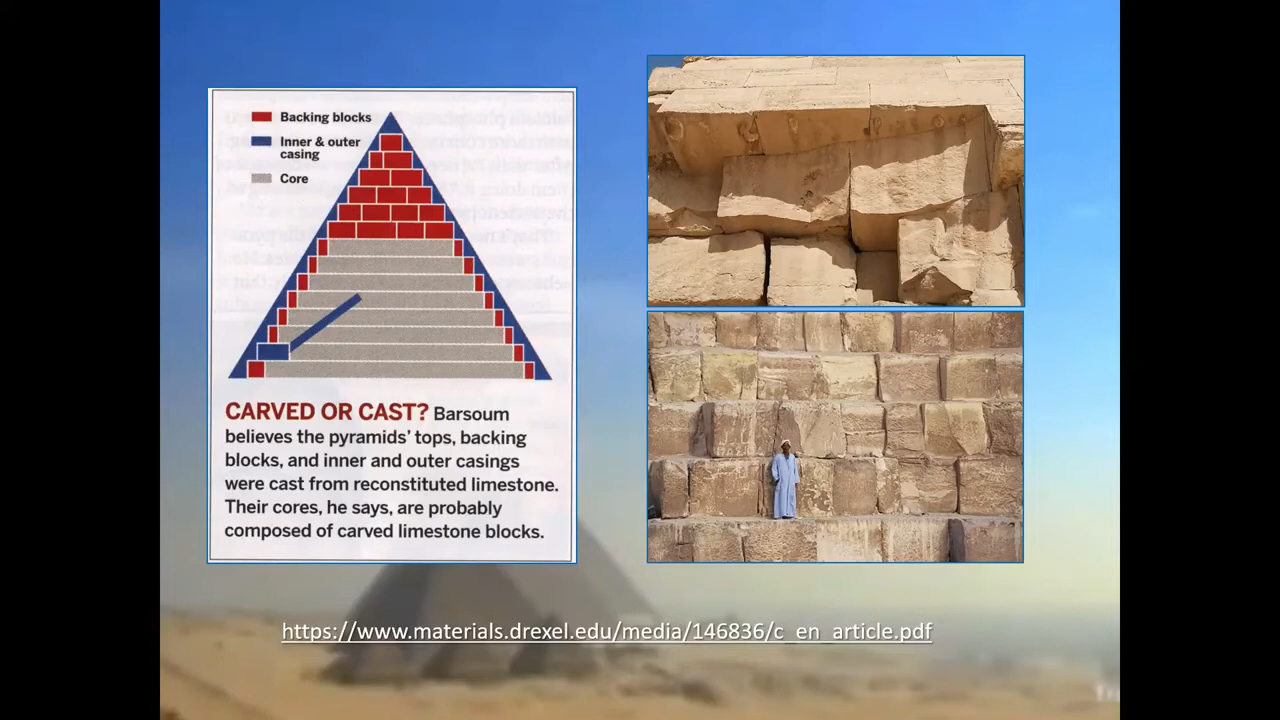 Backing blocks
Inner & outer
casing
Core
CARVED OR CAST? Barsoum
believes the pyramids' tops, backing
blocks, and inner and outer casings
were cast from reconstituted limestone.
Their cores, he says, are probably
composed of carved limestone blocks.
https://www.materials.drexel.edu/media/146836/c_en_article.pdf